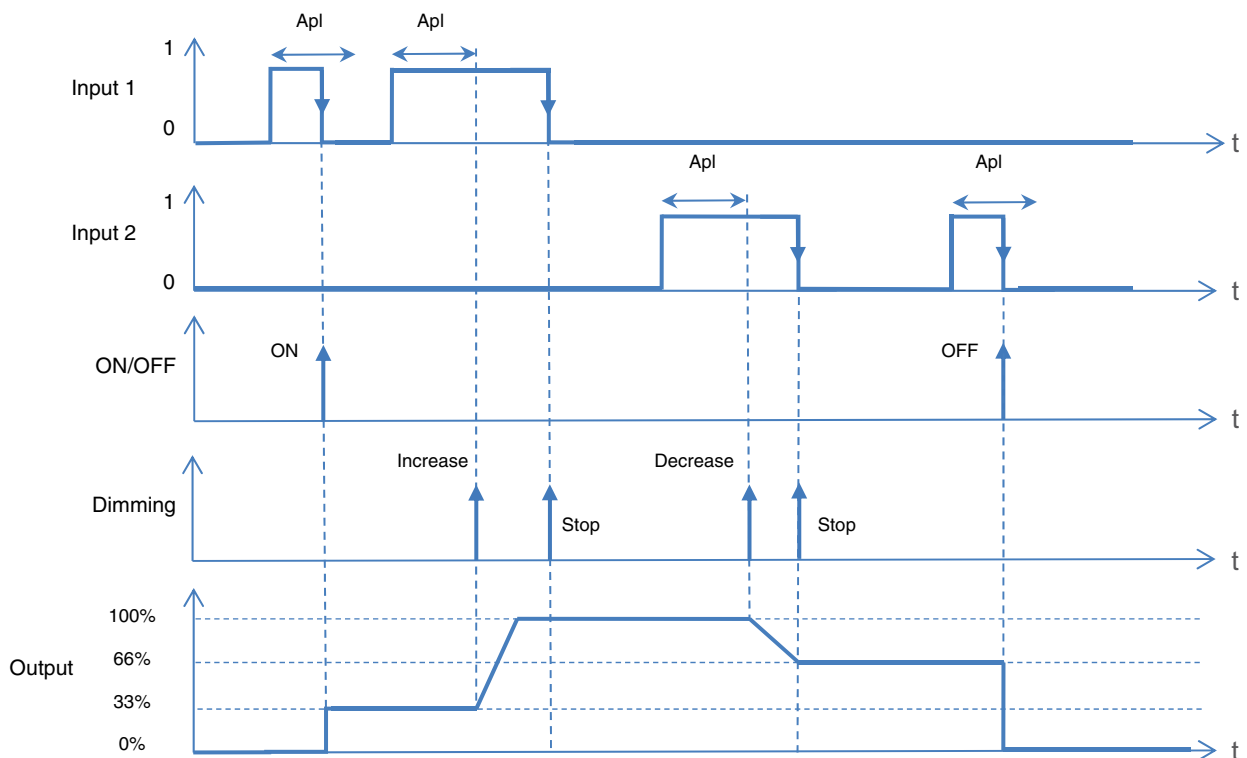 Apl Apl
1
Input 1
0
t
Apl Apl
1
Input 2
0
t
ON OFF
ON/OFF
t
Increase Decrease
Dimming
Stop Stop
t
100%
66%
Output
33%
0%
t